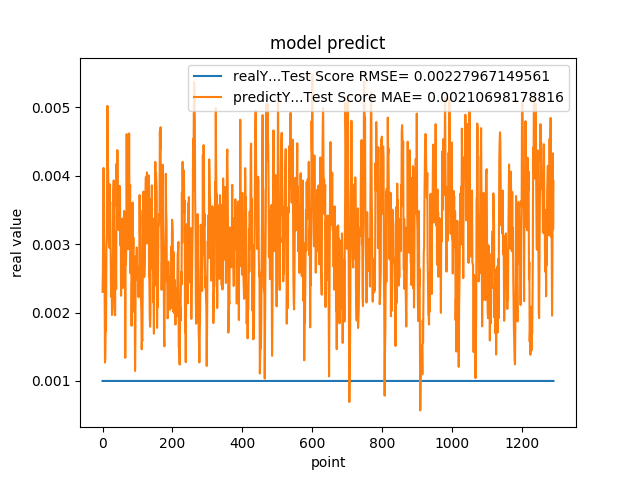 model predict
realY...Test Score RMSE= 0.00227967149561
predictY...Test Score MAE= 0.00210698178816
0.005
0.004
0.003
0.002
0.001
real value
0 200 400 600 800 1000 1200
point